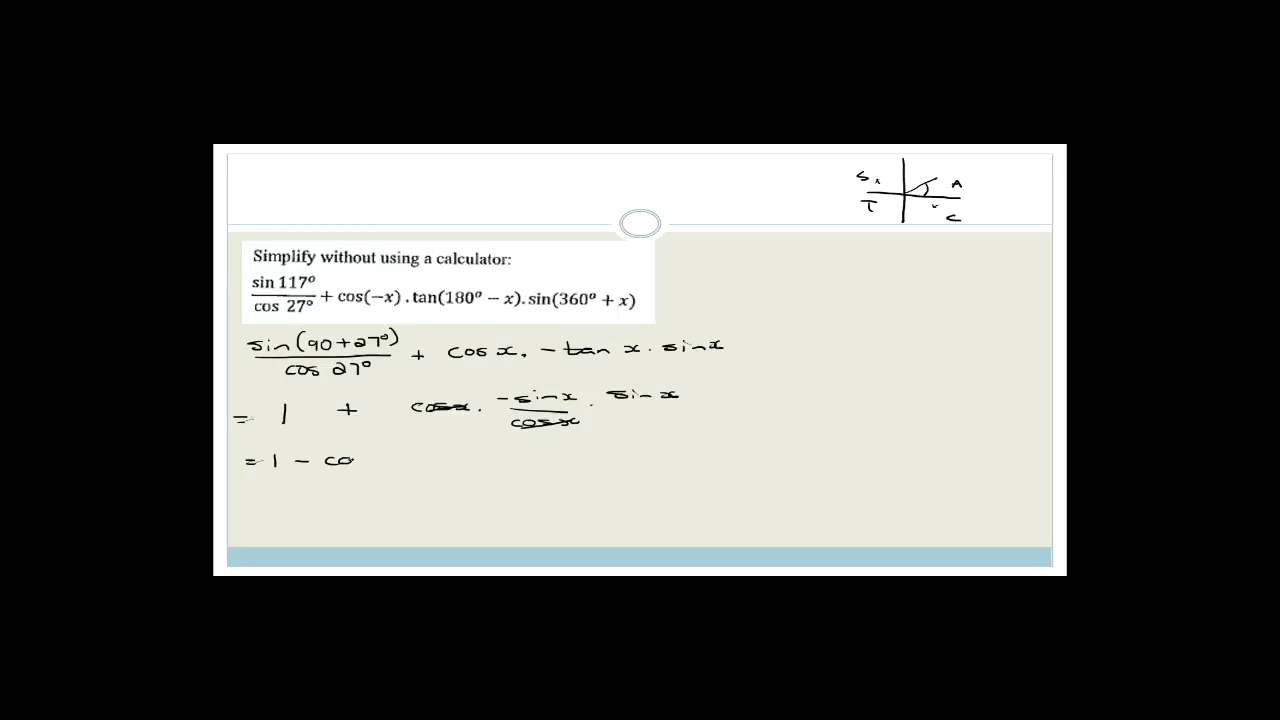 S A
T C
Simplify without using a calculator:
sin 117° / cos 27° + cos(−x) . tan(180° − x). sin(360° + x)
sin(90+27°) / cos 27° + cos x. − tan x. sin x
= 1 + cos x. −sin x / cos x . sin x
= 1 − co